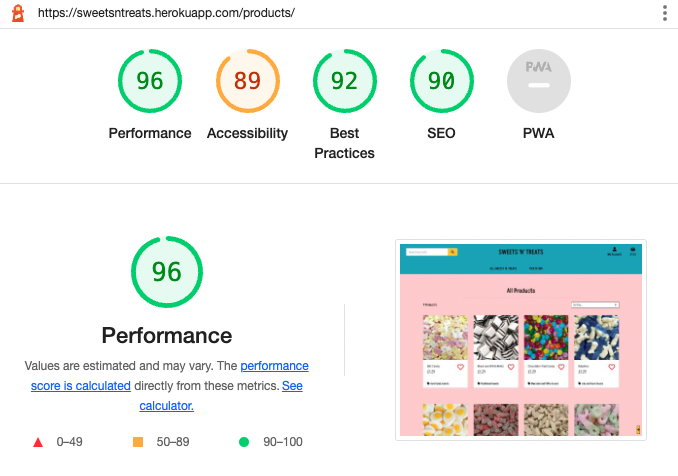 https://sweetsntreats.herokuapp.com/products/
96
89
92
90
PWA
Performance
Accessibility
Best
Practices
SEO
PWA
96
Performance
Values are estimated and may vary. The performance
score is calculated directly from these metrics. See
calculator.
0–49
50–89
90–100
SWEETS 'N' TREATS
All Products
PRODUCTS